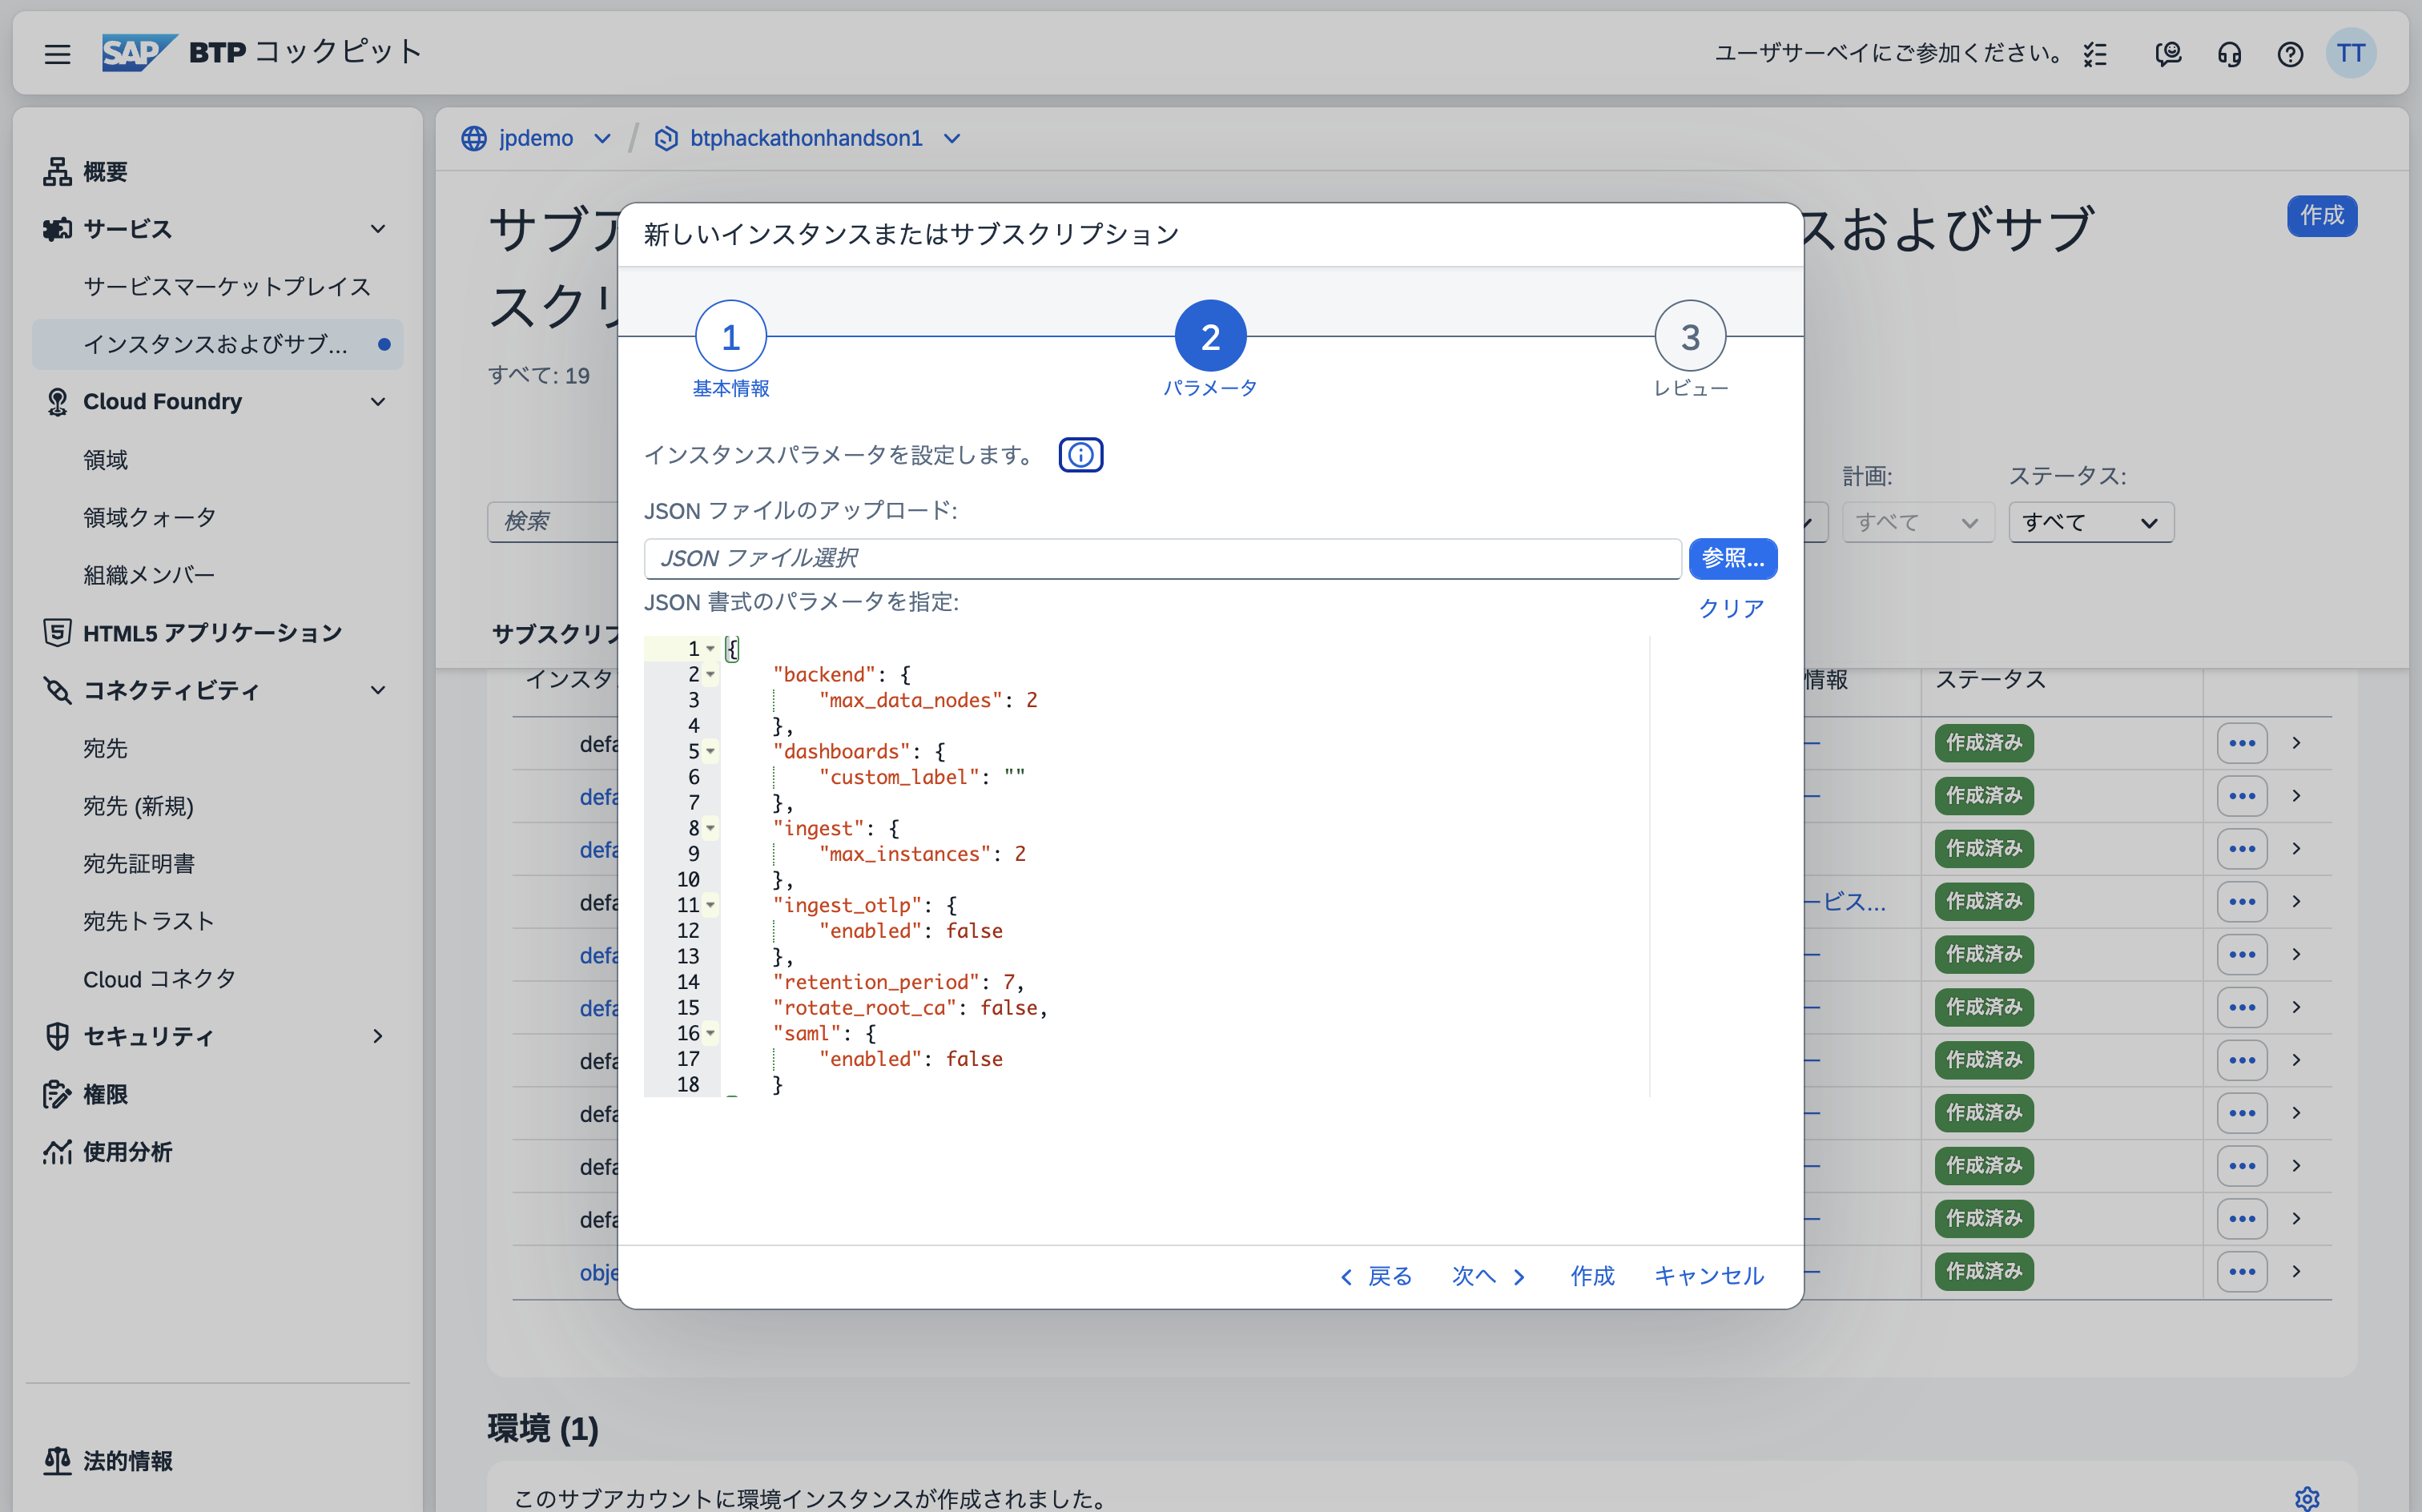 SAP BTP コックピット
ユーザサーベイにご参加ください。
TT
概要
サービス
サービスマーケットプレイス
インスタンスおよびサブ...
Cloud Foundry
領域
領域クォータ
組織メンバー
HTML5 アプリケーション
コネクティビティ
宛先
宛先 (新規)
宛先証明書
宛先トラスト
Cloud コネクタ
セキュリティ
権限
使用分析
法的情報
jpdemo / btphackathonhandson1
サブア
スおよびサブ
スクリ
作成
すべて: 19
検索
計画:
すべて
ステータス:
すべて
サブスクリプ
インスタ
情報
ステータス
defa
作成済み
defa
作成済み
defa
作成済み
defa
ービス...
作成済み
defa
作成済み
defa
作成済み
defa
作成済み
defa
作成済み
defa
作成済み
defa
作成済み
obje
作成済み
環境 (1)
このサブアカウントに環境インスタンスが作成されました。
新しいインスタンスまたはサブスクリプション
1
基本情報
2
パラメータ
3
レビュー
インスタンスパラメータを設定します。
JSON ファイルのアップロード:
JSON ファイル選択
参照...
JSON 書式のパラメータを指定:
クリア
1 {
2 "backend": {
3 "max_data_nodes": 2
4 },
5 "dashboards": {
6 "custom_label": ""
7 },
8 "ingest": {
9 "max_instances": 2
10 },
11 "ingest_otlp": {
12 "enabled": false
13 },
14 "retention_period": 7,
15 "rotate_root_ca": false,
16 "saml": {
17 "enabled": false
18 }
戻る
次へ
作成
キャンセル